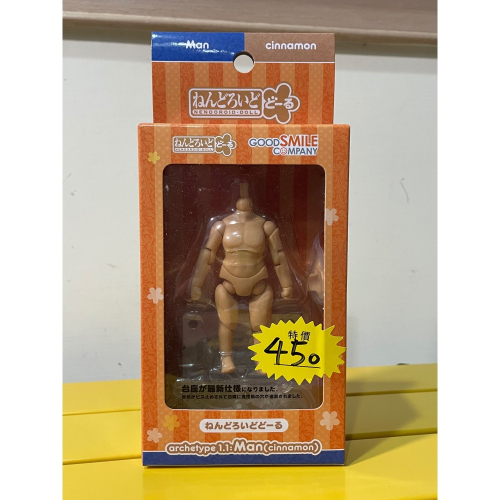 Man
cinnamon
ねんどろいど
どーる
NENDOROID DOLL
ねんどろいど
どーる
NENDOROID DOLL
GOOD SMILE
COMPANY
特價
450
台座が最新仕様になりました。
ねんどろいどどーる
archetype 1.1:Man(cinnamon)